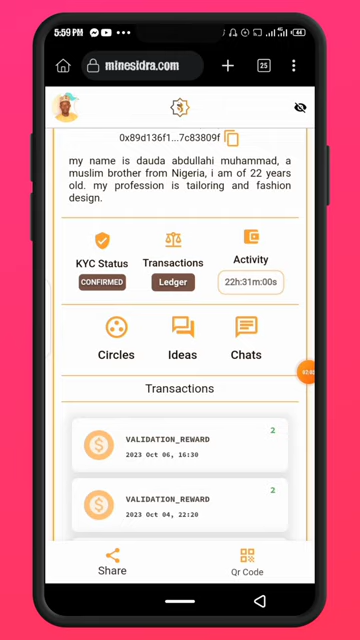 5:59 PM
44
minesidra.com
25
0x89d136f1...7c83809f
my name is dauda abdullahi muhammad, a
muslim brother from Nigeria, i am of 22 years
old. my profession is tailoring and fashion
design.
KYC Status
Transactions
Activity
CONFIRMED
Ledger
22h:31m:00s
Circles
Ideas
Chats
Transactions
VALIDATION_REWARD
2
2023 Oct 06, 16:30
VALIDATION_REWARD
2
2023 Oct 04, 22:20
Share
Qr Code